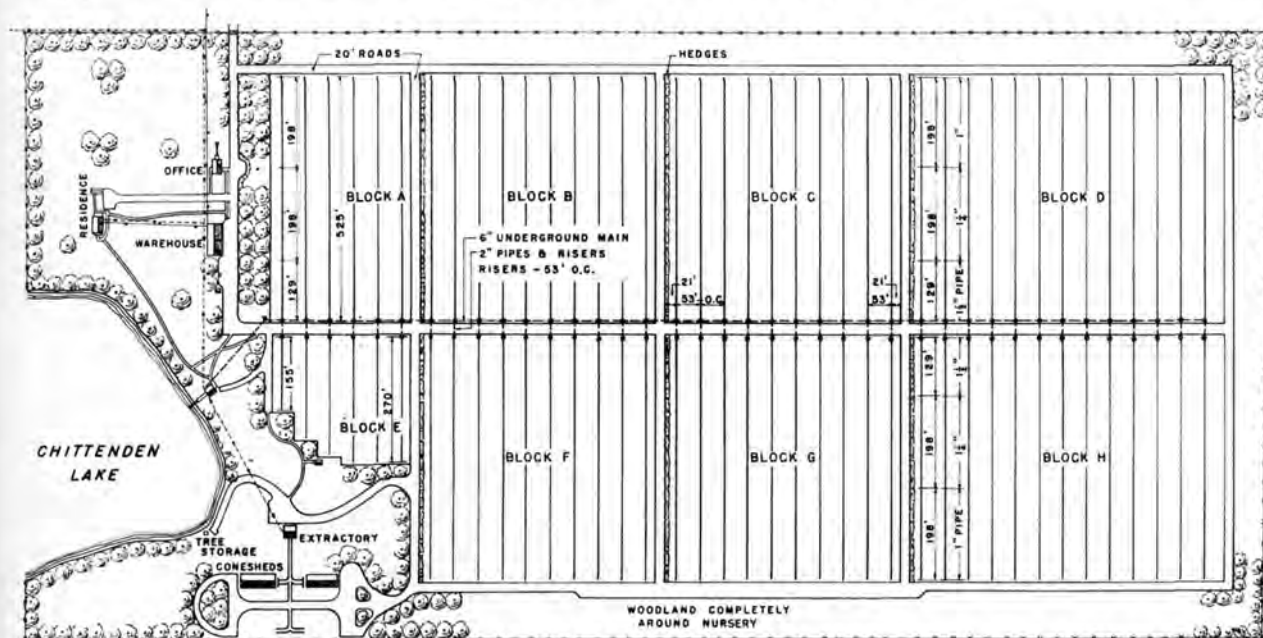 20' ROADS
HEDGES
OFFICE
RESIDENCE
WAREHOUSE
198'
198'
129'
525'
BLOCK A
BLOCK B
BLOCK C
BLOCK D
6" UNDERGROUND MAIN
2" PIPES & RISERS
RISERS - 53' O.C.
21'
53' O.C.
21'
53'
198'
198'
129'
1"
1½"
1½" PIPE
155'
270'
BLOCK E
BLOCK F
BLOCK G
BLOCK H
129'
198'
198'
1½"
1½"
1" PIPE
CHITTENDEN
LAKE
TREE
STORAGE
EXTRACTORY
CONESHEDS
WOODLAND COMPLETELY
AROUND NURSERY